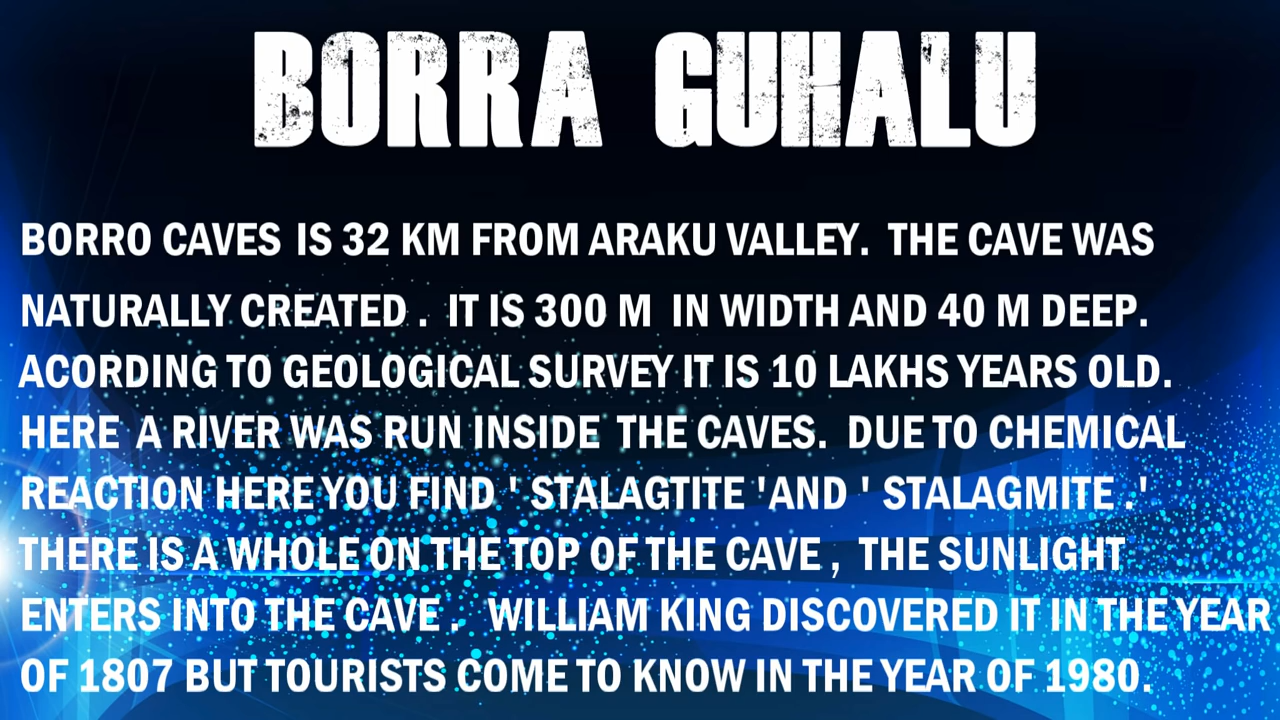 BORRA GUHALU
BORRO CAVES IS 32 KM FROM ARAKU VALLEY. THE CAVE WAS
NATURALLY CREATED . IT IS 300 M IN WIDTH AND 40 M DEEP.
ACORDING TO GEOLOGICAL SURVEY IT IS 10 LAKHS YEARS OLD.
HERE A RIVER WAS RUN INSIDE THE CAVES. DUE TO CHEMICAL
REACTION HERE YOU FIND ' STALAGTITE 'AND ' STALAGMITE .'
THERE IS A WHOLE ON THE TOP OF THE CAVE , THE SUNLIGHT
ENTERS INTO THE CAVE . WILLIAM KING DISCOVERED IT IN THE YEAR
OF 1807 BUT TOURISTS COME TO KNOW IN THE YEAR OF 1980.